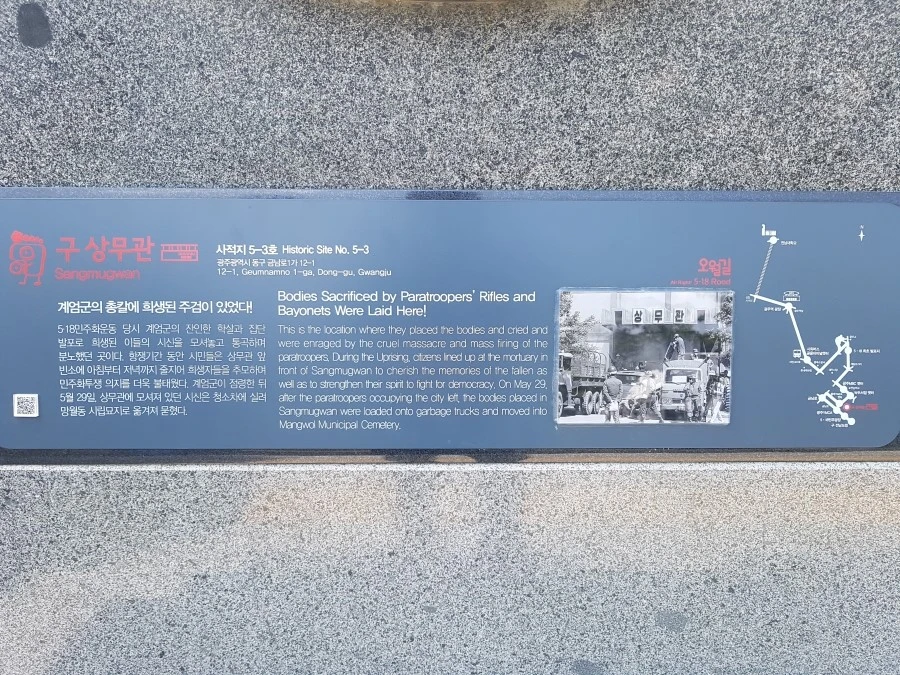 구 상무관
Sangmugwan
사적지 5-3호 Historic Site No. 5-3
광주광역시 동구 금남로1가 12-1
12-1, Geumnamno 1-ga, Dong-gu, Gwangju
계엄군의 총칼에 희생된 주검이 있었다!
5·18민주화운동 당시 계엄군의 잔인한 학살과 집단
발포로 희생된 이들의 시신을 모셔놓고 통곡하며
분노했던 곳이다. 항쟁기간 동안 시민들은 상무관 앞
빈소에 아침부터 저녁까지 줄지어 희생자들을 추모하며
민주화투쟁 의지를 더욱 불태웠다. 계엄군이 점령한 뒤
5월 29일, 상무관에 모셔져 있던 시신은 청소차에 실려
망월동 시립묘지로 옮겨져 묻혔다.
Bodies Sacrificed by Paratroopers' Rifles and
Bayonets Were Laid Here!
This is the location where they placed the bodies and cried and
were enraged by the cruel massacre and mass firing of the
paratroopers. During the Uprising, citizens lined up at the mortuary in
front of Sangmugwan to cherish the memories of the fallen as
well as to strengthen their spirit to fight for democracy. On May 29,
after the paratroopers occupying the city left, the bodies placed in
Sangmugwan were loaded onto garbage trucks and moved into
Mangwol Municipal Cemetery.
상무관
오월길
5-18 Road